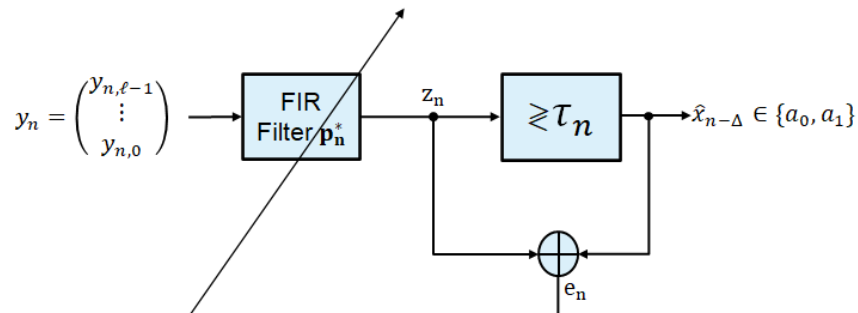 y_n = (y_{n,ℓ−1} ⋮ y_{n,0})
FIR
Filter p_n^*
z_n
≷τ_n
x̂_{n−Δ} ∈ {a_0, a_1}
e_n